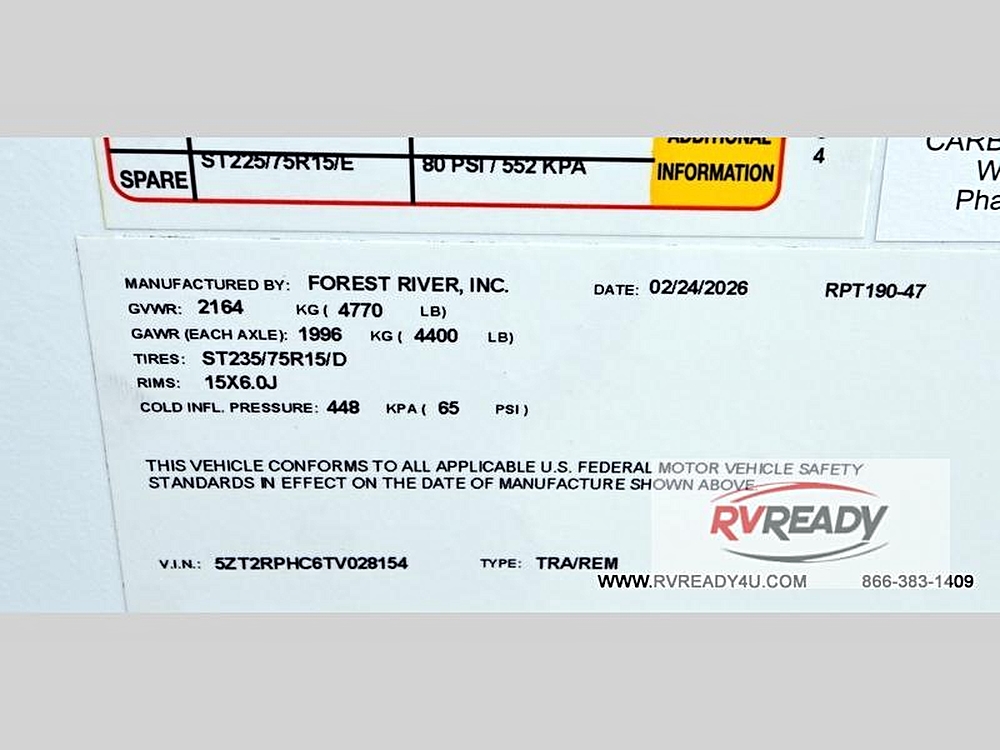 ADDITIONAL
4
ST225/75R15/E 80 PSI / 552 KPA
SPARE
INFORMATION
CARB
W
Pha
MANUFACTURED BY: FOREST RIVER, INC. DATE: 02/24/2026 RPT190-47
GVWR: 2164 KG ( 4770 LB)
GAWR (EACH AXLE): 1996 KG ( 4400 LB)
TIRES: ST235/75R15/D
RIMS: 15X6.0J
COLD INFL. PRESSURE: 448 KPA ( 65 PSI )
THIS VEHICLE CONFORMS TO ALL APPLICABLE U.S. FEDERAL MOTOR VEHICLE SAFETY
STANDARDS IN EFFECT ON THE DATE OF MANUFACTURE SHOWN ABOVE.
RVREADY
V.I.N.: 5ZT2RPHC6TV028154 TYPE: TRA/REM
WWW.RVREADY4U.COM 866-383-1409